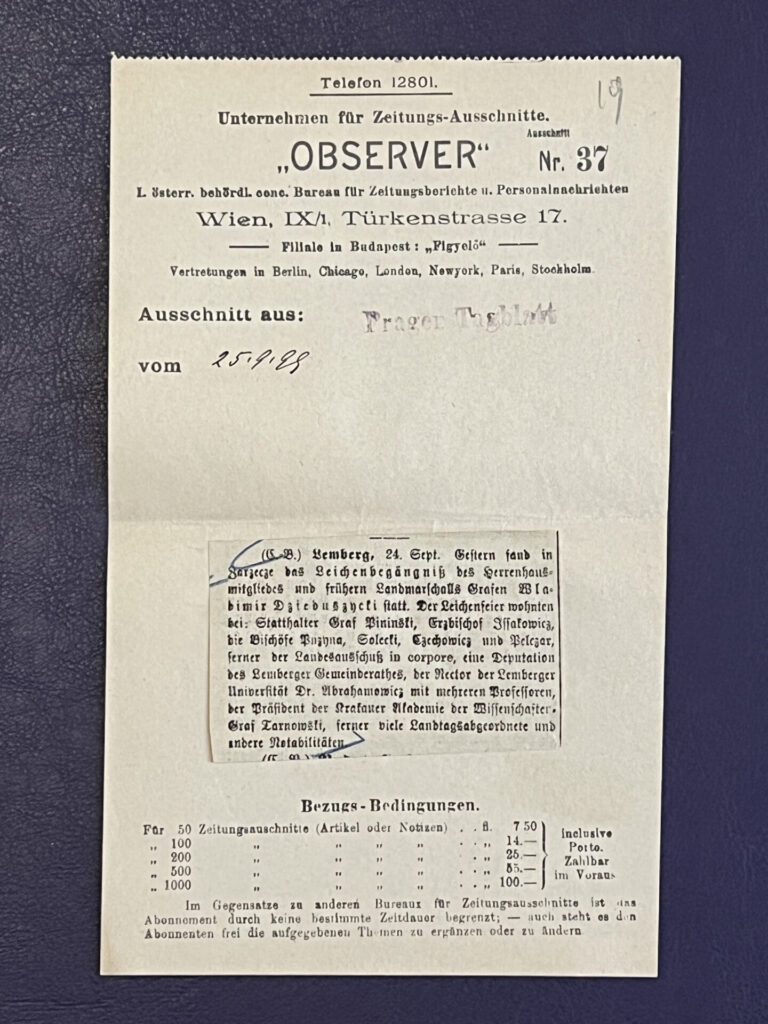 Telefon 12801.
19
Unternehmen für Zeitungs-Ausschnitte.
Ausschnitt
„OBSERVER“ Nr. 37
I. österr. behördl. conc. Bureau für Zeitungsberichte u. Personalnachrichten
Wien, IX/1, Türkenstrasse 17.
Filiale in Budapest: „Figyelő“
Vertretungen in Berlin, Chicago, London, Newyork, Paris, Stockholm.
Ausschnitt aus: Prager Tagblatt
vom 25.9.99
(C.-B.) Lemberg, 24. Sept. Gestern fand in
Zarzecze das Leichenbegängniß des Herrenhaus-
mitgliedes und frühern Landmarschalls Grafen Wla-
dimir Dzieduszycki statt. Der Leichenfeier wohnten
bei: Statthalter Graf Pininski, Erzbischof Issakowicz,
die Bischöfe Puzyna, Solecki, Czechowicz und Pelczar,
ferner der Landesausschuß in corpore, eine Deputation
des Lemberger Gemeinderathes, der Rector der Lemberger
Universität Dr. Abrahamowicz mit mehreren Professoren,
der Präsident der Krakauer Akademie der Wissenschaften
Graf Tarnowski, ferner viele Landtagsabgeordnete und
andere Notabilitäten.
Bezugs-Bedingungen.
Für 50 Zeitungsauschnitte (Artikel oder Notizen) . . fl. 7 50
„ 100 „ „ „ „ . . „ 14.—
„ 200 „ „ „ „ . . „ 25.—
„ 500 „ „ „ „ . . „ 55.—
„ 1000 „ „ „ „ . . „ 100.—
inclusive
Porto.
Zahlbar
im Voraus
Im Gegensatze zu anderen Bureaux für Zeitungsausschnitte ist das
Abonnement durch keine bestimmte Zeitdauer begrenzt; — auch steht es den
Abonnenten frei die aufgegebenen Themen zu ergänzen oder zu ändern